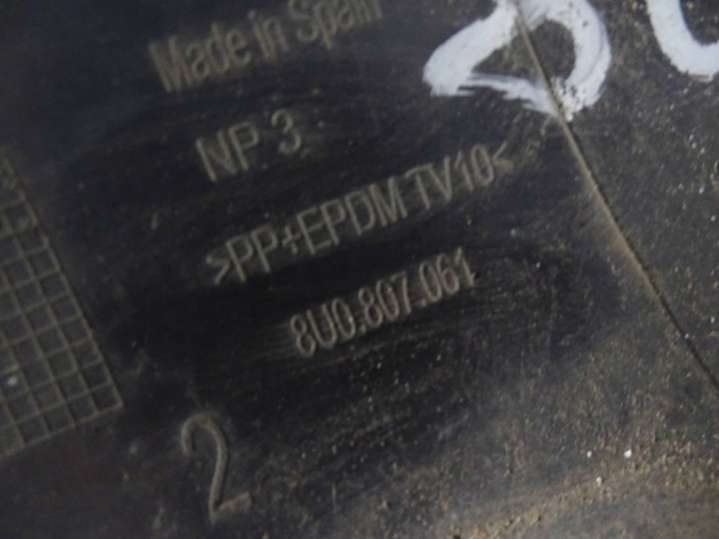 Made in Spain
NP 3
>PP+EPDM TV10<
8U0.807.061
2